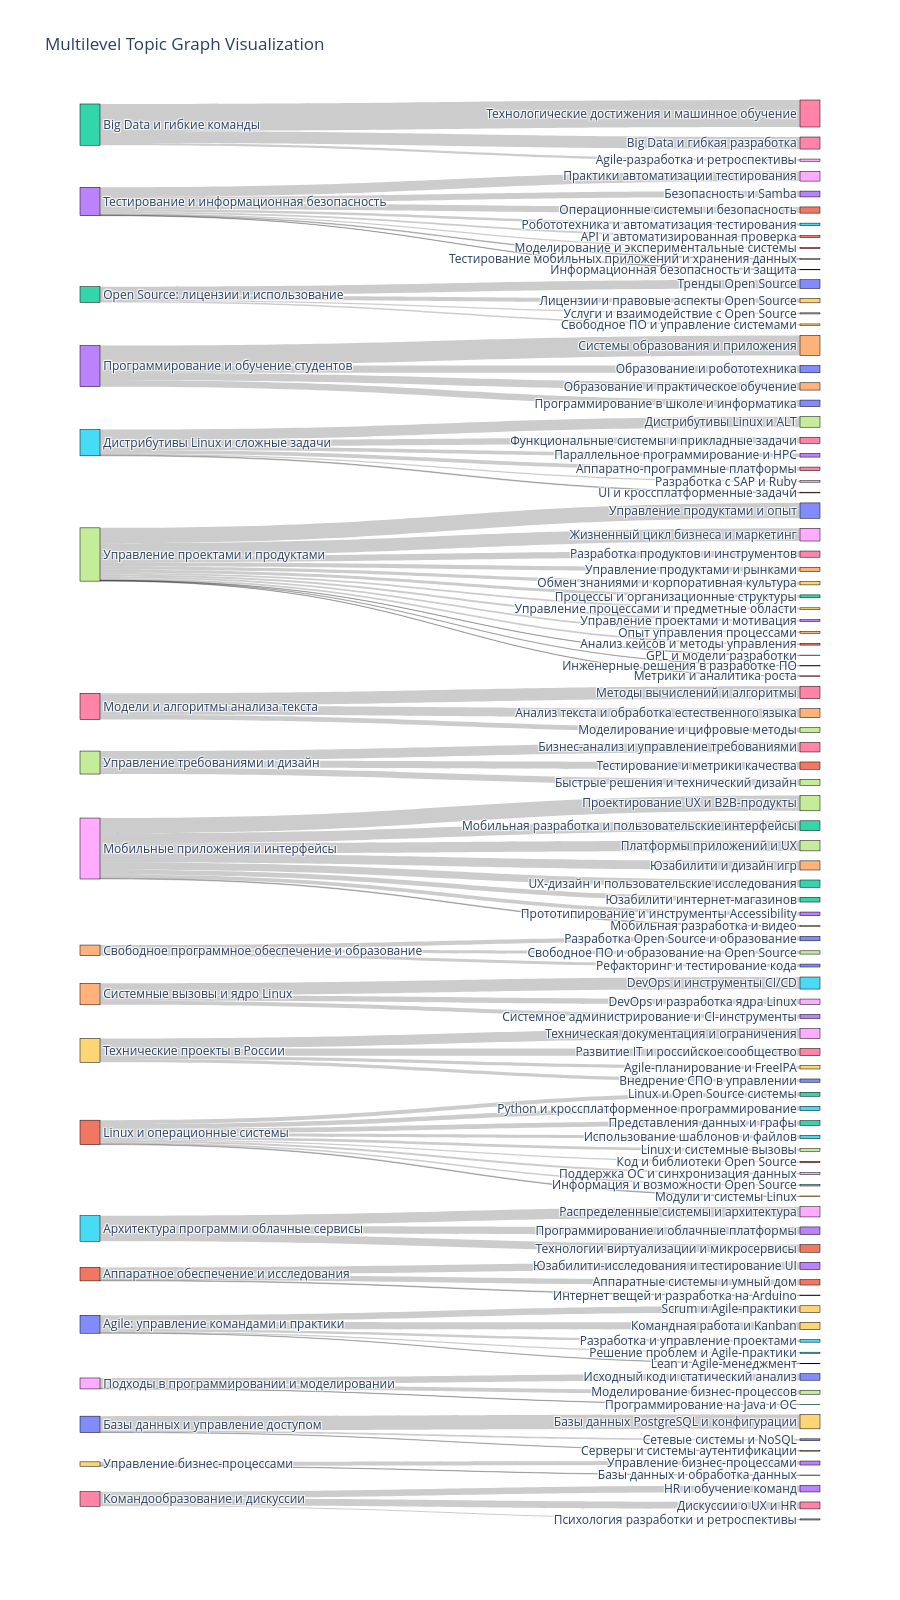 Multilevel Topic Graph Visualization
Big Data и гибкие команды
Технологические достижения и машинное обучение
Big Data и гибкая разработка
Agile-разработка и ретроспективы
Тестирование и информационная безопасность
Практики автоматизации тестирования
Безопасность и Samba
Операционные системы и безопасность
Робототехника и автоматизация тестирования
API и автоматизированная проверка
Моделирование и экспериментальные системы
Тестирование мобильных приложений и хранения данных
Информационная безопасность и защита
Open Source: лицензии и использование
Тренды Open Source
Лицензии и правовые аспекты Open Source
Услуги и взаимодействие с Open Source
Свободное ПО и управление системами
Программирование и обучение студентов
Системы образования и приложения
Образование и робототехника
Образование и практическое обучение
Программирование в школе и информатика
Дистрибутивы Linux и сложные задачи
Дистрибутивы Linux и ALT
Функциональные системы и прикладные задачи
Параллельное программирование и HPC
Аппаратно-программные платформы
Разработка с SAP и Ruby
UI и кроссплатформенные задачи
Управление проектами и продуктами
Управление продуктами и опыт
Жизненный цикл бизнеса и маркетинг
Разработка продуктов и инструментов
Управление продуктами и рынками
Обмен знаниями и корпоративная культура
Процессы и организационные структуры
Управление процессами и предметные области
Управление проектами и мотивация
Опыт управления процессами
Анализ кейсов и методы управления
GPL и модели разработки
Инженерные решения в разработке ПО
Метрики и аналитика роста
Модели и алгоритмы анализа текста
Методы вычислений и алгоритмы
Анализ текста и обработка естественного языка
Моделирование и цифровые методы
Управление требованиями и дизайн
Бизнес-анализ и управление требованиями
Тестирование и метрики качества
Быстрые решения и технический дизайн
Мобильные приложения и интерфейсы
Проектирование UX и B2B-продукты
Мобильная разработка и пользовательские интерфейсы
Платформы приложений и UX
Юзабилити и дизайн игр
UX-дизайн и пользовательские исследования
Юзабилити интернет-магазинов
Прототипирование и инструменты Accessibility
Мобильная разработка и видео
Свободное программное обеспечение и образование
Разработка Open Source и образование
Свободное ПО и образование на Open Source
Рефакторинг и тестирование кода
Системные вызовы и ядро Linux
DevOps и инструменты CI/CD
DevOps и разработка ядра Linux
Системное администрирование и CI-инструменты
Технические проекты в России
Техническая документация и ограничения
Развитие IT и российское сообщество
Agile-планирование и FreeIPA
Внедрение СПО в управлении
Linux и операционные системы
Linux и Open Source системы
Python и кроссплатформенное программирование
Представления данных и графы
Использование шаблонов и файлов
Linux и системные вызовы
Код и библиотеки Open Source
Поддержка ОС и синхронизация данных
Информация и возможности Open Source
Модули и системы Linux
Архитектура программ и облачные сервисы
Распределенные системы и архитектура
Программирование и облачные платформы
Технологии виртуализации и микросервисы
Аппаратное обеспечение и исследования
Юзабилити-исследования и тестирование UI
Аппаратные системы и умный дом
Интернет вещей и разработка на Arduino
Agile: управление командами и практики
Scrum и Agile-практики
Командная работа и Kanban
Разработка и управление проектами
Решение проблем и Agile-практики
Lean и Agile-менеджмент
Подходы в программировании и моделировании
Исходный код и статический анализ
Моделирование бизнес-процессов
Программирование на Java и ОС
Базы данных и управление доступом
Базы данных PostgreSQL и конфигурации
Сетевые системы и NoSQL
Серверы и системы аутентификации
Управление бизнес-процессами
Управление бизнес-процессами
Базы данных и обработка данных
Командообразование и дискуссии
HR и обучение команд
Дискуссии о UX и HR
Психология разработки и ретроспективы